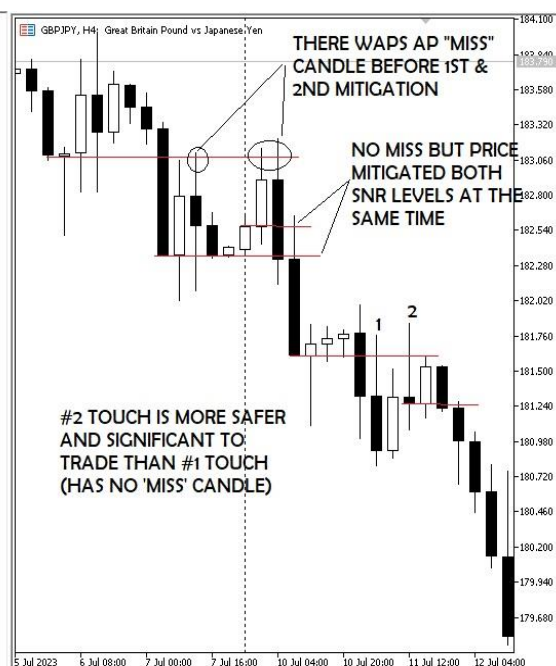 GBPJPY, H4: Great Britain Pound vs Japanese Yen
184.100
183.840
183.790
183.580
183.320
183.060
182.800
182.540
182.280
182.020
181.760
181.500
181.240
180.980
180.720
180.460
180.200
179.940
179.680
THERE WAPS AP "MISS"
CANDLE BEFORE 1ST &
2ND MITIGATION
NO MISS BUT PRICE
MITIGATED BOTH
SNR LEVELS AT THE
SAME TIME
1
2
#2 TOUCH IS MORE SAFER
AND SIGNIFICANT TO
TRADE THAN #1 TOUCH
(HAS NO 'MISS' CANDLE)
5 Jul 2023
6 Jul 08:00
7 Jul 00:00
7 Jul 16:00
10 Jul 04:00
10 Jul 20:00
11 Jul 12:00
12 Jul 04:00